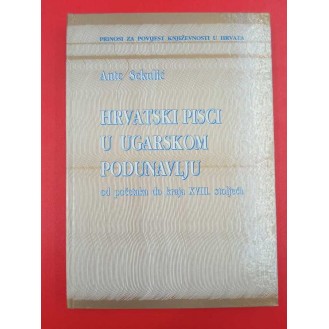 PRINOSI ZA POVIJEST KNJIŽEVNOSTI U HRVATA
Ante Sekulić
HRVATSKI PISCI
U UGARSKOM
PODUNAVLJU
od početaka do kraja XVIII. stoljeća